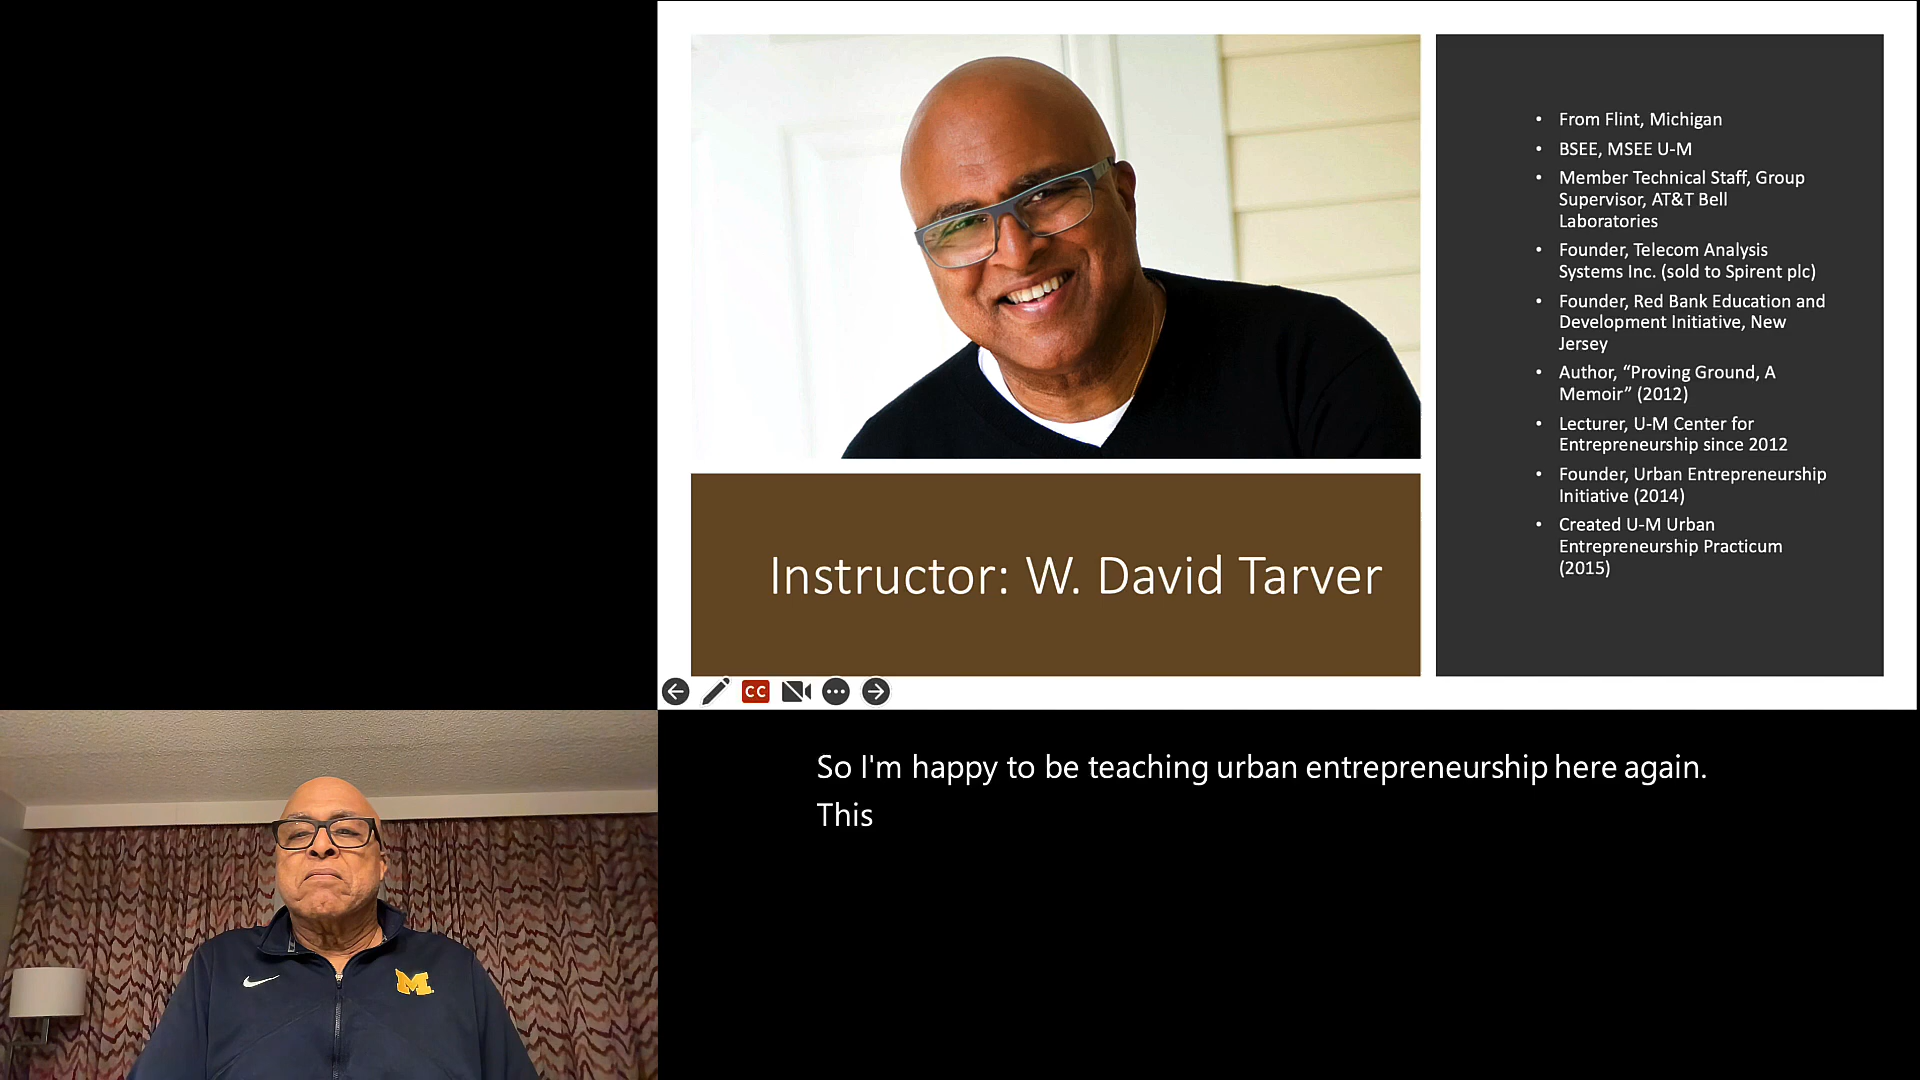 From Flint, Michigan
BSEE, MSEE U-M
Member Technical Staff, Group
Supervisor, AT&T Bell
Laboratories
Founder, Telecom Analysis
Systems Inc. (sold to Spirent plc)
Founder, Red Bank Education and
Development Initiative, New
Jersey
Author, “Proving Ground, A
Memoir” (2012)
Lecturer, U-M Center for
Entrepreneurship since 2012
Founder, Urban Entrepreneurship
Initiative (2014)
Created U-M Urban
Entrepreneurship Practicum
(2015)
Instructor: W. David Tarver
CC
So I'm happy to be teaching urban entrepreneurship here again.
This
M